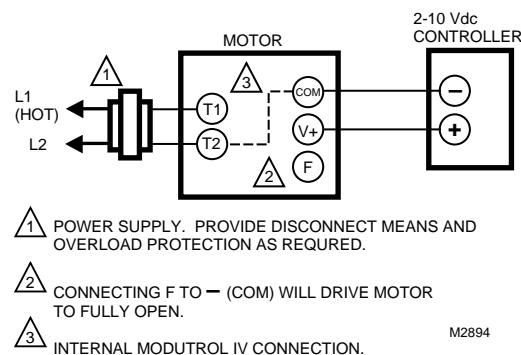 2-10 Vdc
CONTROLLER
MOTOR
1
3
L1
(HOT)
T1
COM
–
L2
T2
V+
+
2
F
1 POWER SUPPLY. PROVIDE DISCONNECT MEANS AND
OVERLOAD PROTECTION AS REQURED.
2 CONNECTING F TO – (COM) WILL DRIVE MOTOR
TO FULLY OPEN.
3 INTERNAL MODUTROL IV CONNECTION.
M2894